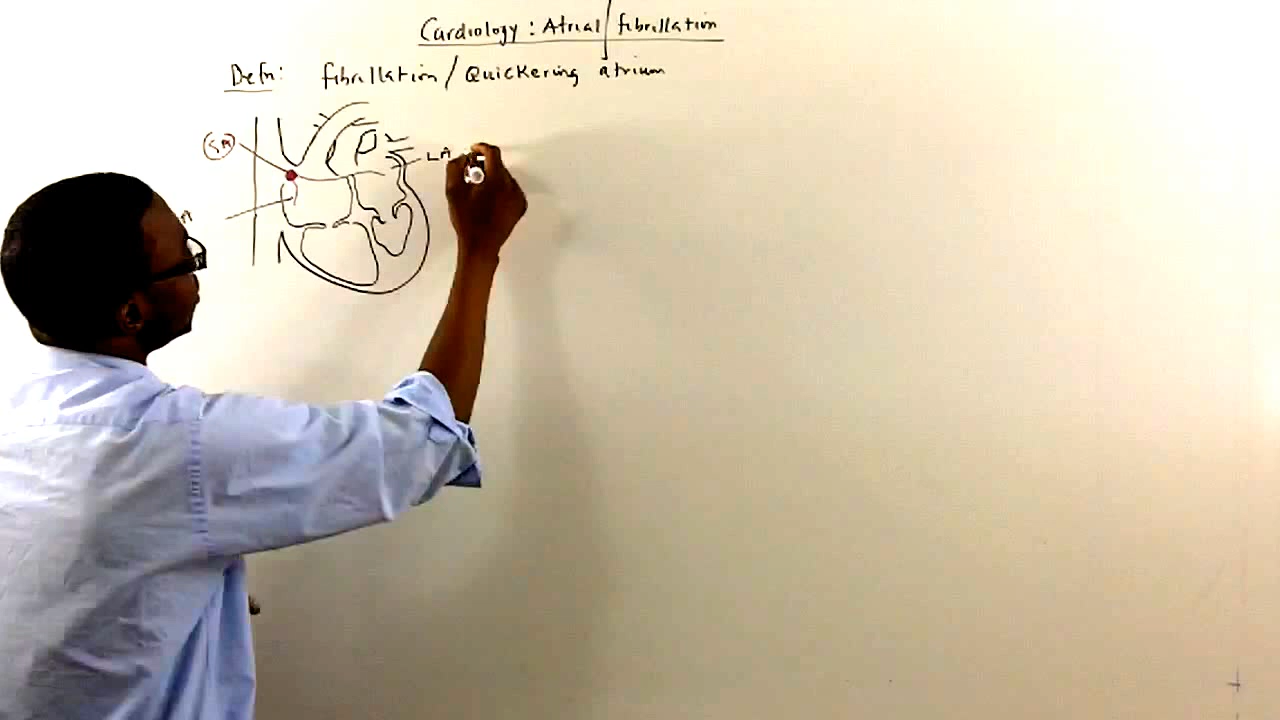 Cardiology : Atrial fibrillation
Defn: fibrillation / Quickering atrium
SA
LA